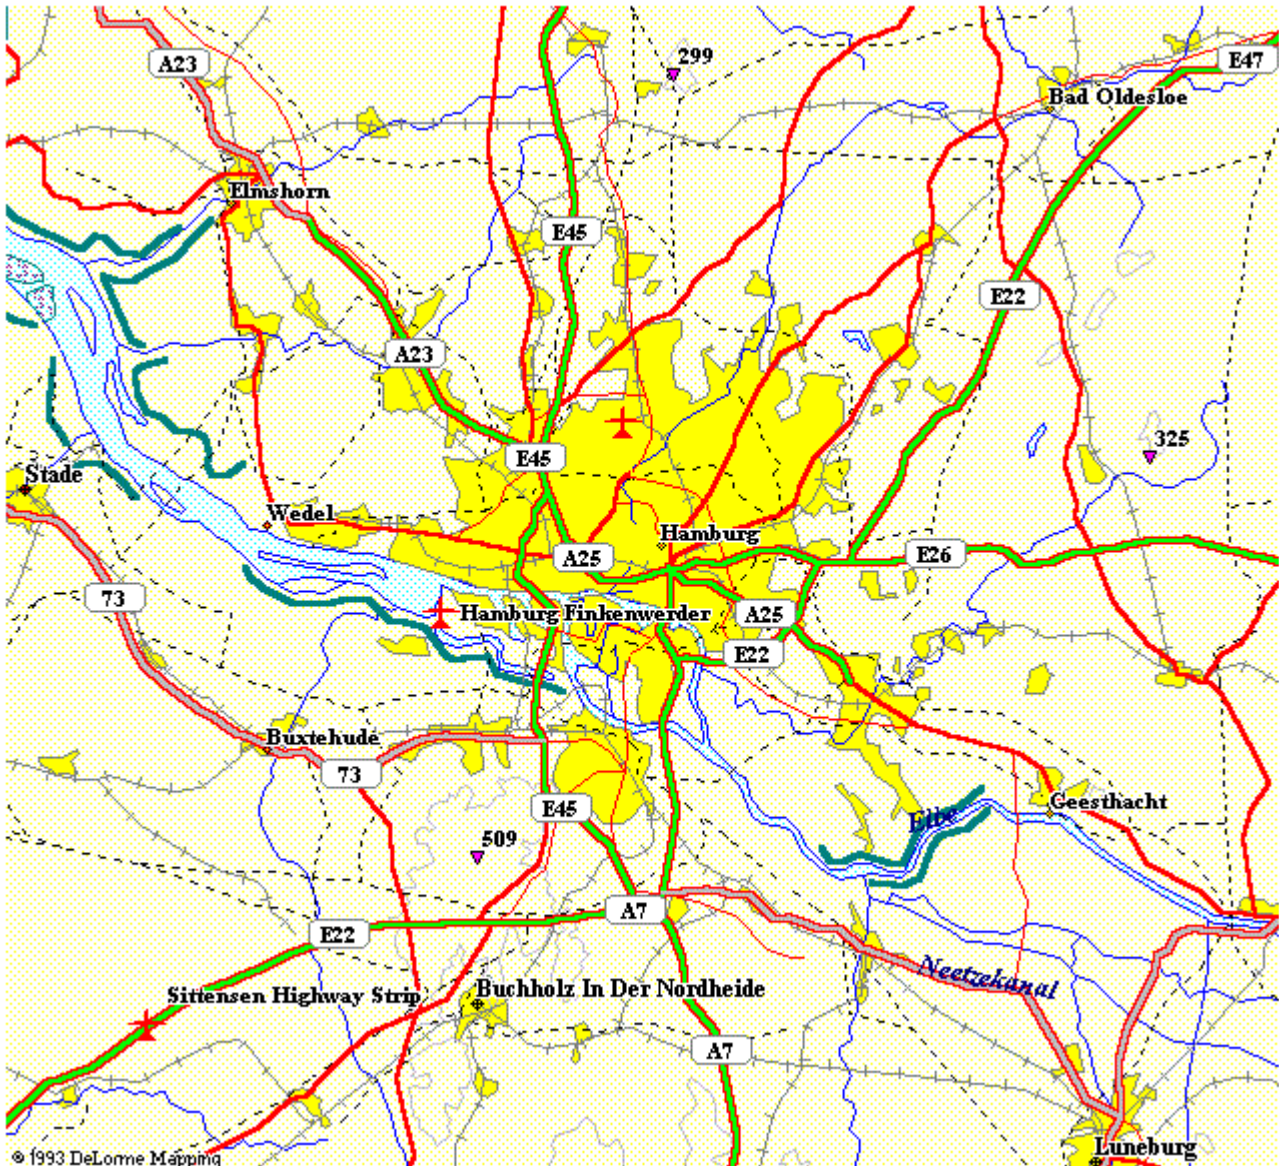 299
E47
A23
Bad Oldesloe
Elmshorn
E45
E22
A23
325
E45
Stade
Wedel
Hamburg
A25
E26
73
Hamburg Finkenwerder
A25
E22
Buxtehude
73
E45
Geesthacht
Elbe
509
A7
E22
Neetzekanal
Sittensen Highway Strip
Buchholz In Der Nordheide
A7
Luneburg
© 1993 DeLorme Mapping